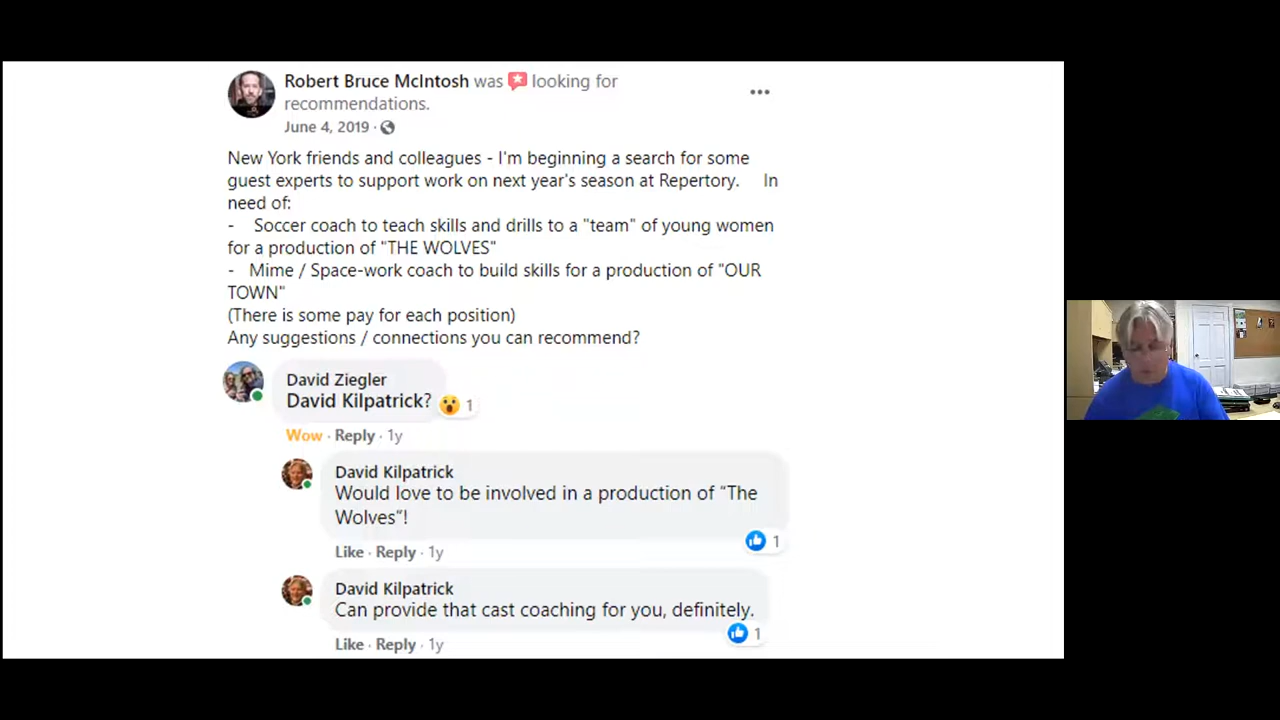 Robert Bruce McIntosh was looking for
recommendations.
June 4, 2019 ·
New York friends and colleagues - I'm beginning a search for some
guest experts to support work on next year's season at Repertory. In
need of:
- Soccer coach to teach skills and drills to a "team" of young women
for a production of "THE WOLVES"
- Mime / Space-work coach to build skills for a production of "OUR
TOWN"
(There is some pay for each position)
Any suggestions / connections you can recommend?
David Ziegler
David Kilpatrick?
1
Wow · Reply · 1y
David Kilpatrick
Would love to be involved in a production of “The
Wolves”!
1
Like · Reply · 1y
David Kilpatrick
Can provide that cast coaching for you, definitely.
1
Like · Reply · 1y